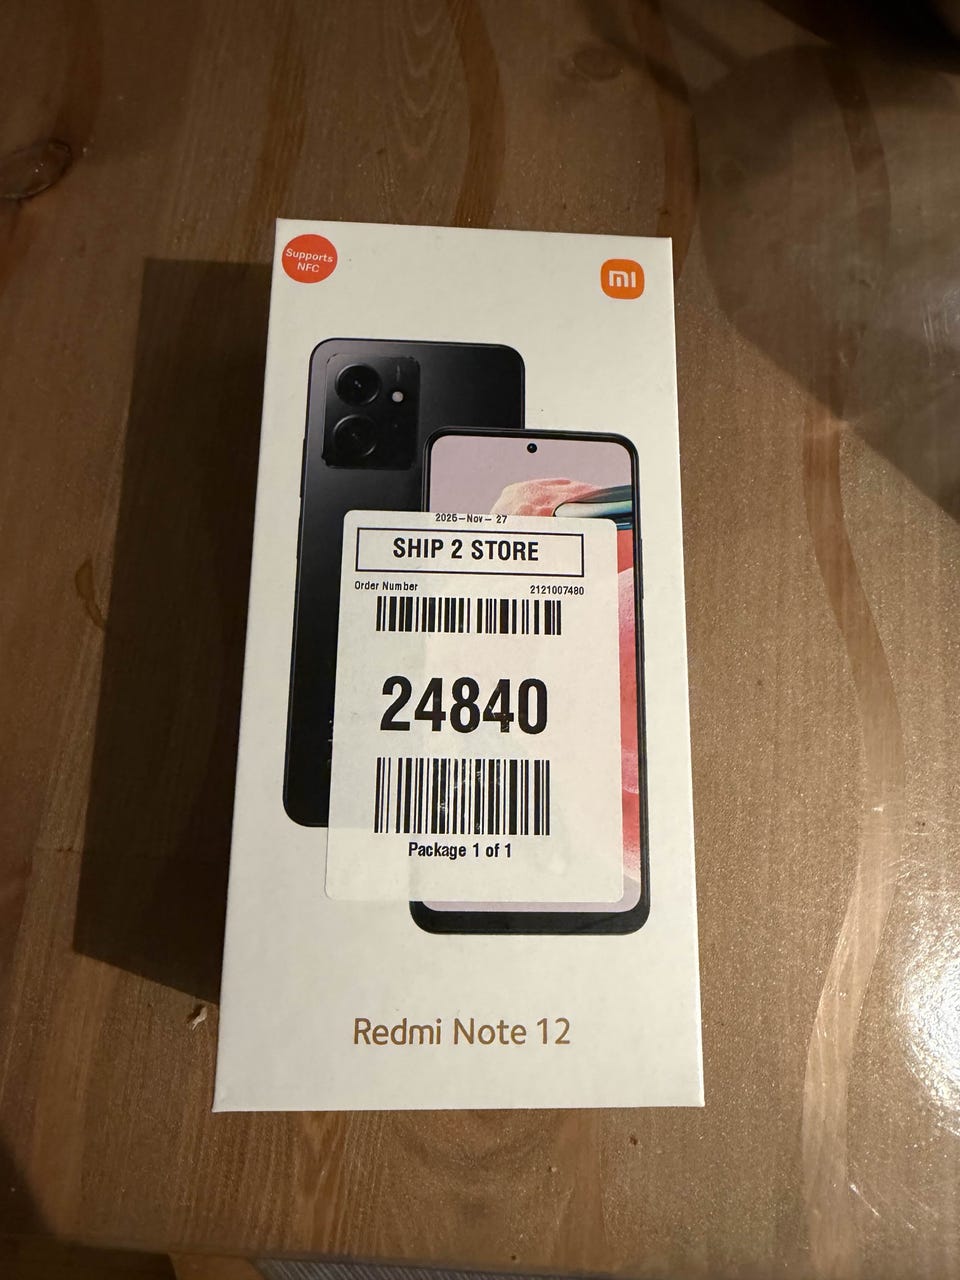 Supports
NFC
mi
2025-Nov- 27
SHIP 2 STORE
Order Number 2121007480
24840
Package 1 of 1
Redmi Note 12